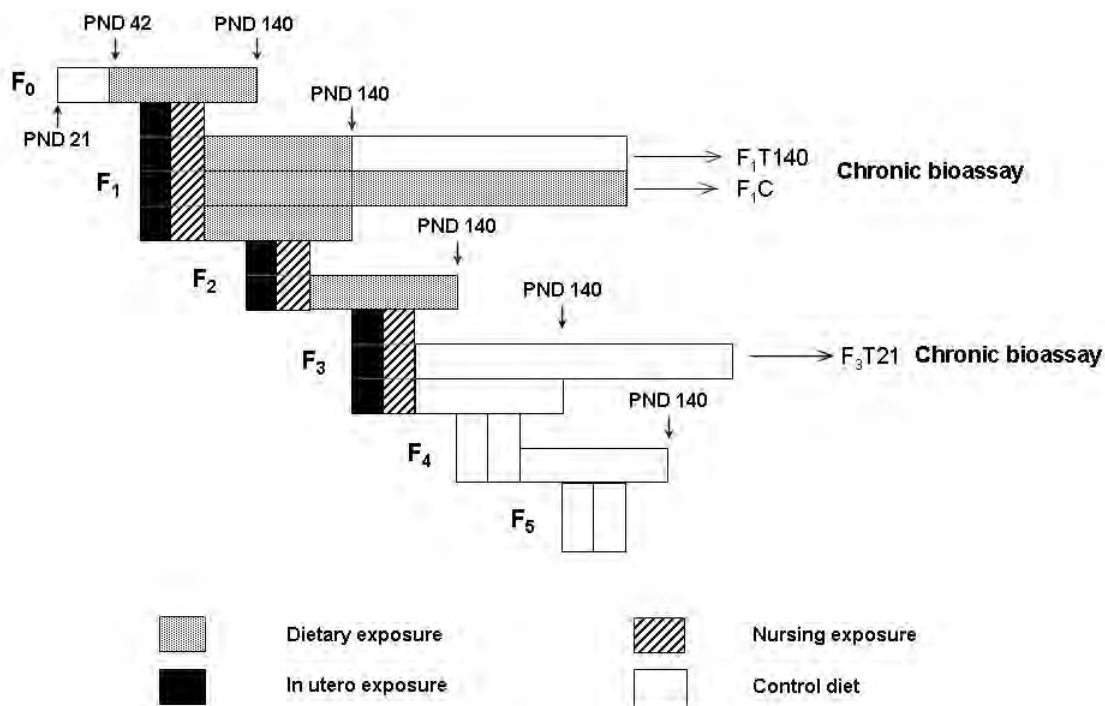 PND 42
PND 140
F₀
PND 21
PND 140
F₁
F₁T140
F₁C
Chronic bioassay
PND 140
F₂
PND 140
F₃
F₃T21 Chronic bioassay
PND 140
F₄
F₅
Dietary exposure
Nursing exposure
In utero exposure
Control diet